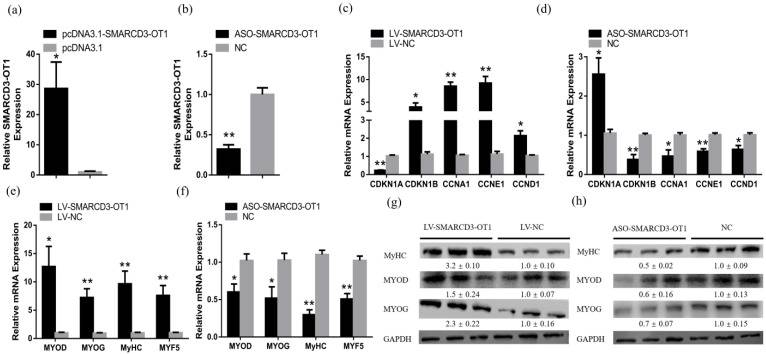 (a)
pcDNA3.1-SMARCD3-OT1
pcDNA3.1
Relative SMARCD3-OT1
Expression
40
30
20
10
0
*
(b)
ASO-SMARCD3-OT1
NC
Relative SMARCD3-OT1
Expression
1.5
1.0
0.5
0.0
**
(c)
LV-SMARCD3-OT1
LV-NC
Relative mRNA Expression
15
10
5
2
1
0
** * ** ** *
CDKN1A CDKN1B CCNA1 CCNE1 CCND1
(d)
ASO-SMARCD3-OT1
NC
Relative mRNA Expression
3
2
1
0
* ** * ** *
CDKN1A CDKN1B CCNA1 CCNE1 CCND1
(e)
LV-SMARCD3-OT1
LV-NC
Relative mRNA Expression
20
15
10
5
0
* ** ** **
MYOD MYOG MyHC MYF5
(f)
ASO-SMARCD3-OT1
NC
Relative mRNA Expression
2.0
1.5
1.0
0.5
0.0
* * ** **
MYOD MYOG MyHC MYF5
(g)
LV-SMARCD3-OT1 LV-NC
MyHC
3.2 ± 0.10 1.0 ± 0.10
MYOD
1.5 ± 0.24 1.0 ± 0.07
MYOG
2.3 ± 0.22 1.0 ± 0.16
GAPDH
(h)
ASO-SMARCD3-OT1 NC
MyHC
0.5 ± 0.02 1.0 ± 0.09
MYOD
0.6 ± 0.16 1.0 ± 0.13
MYOG
0.7 ± 0.07 1.0 ± 0.15
GAPDH